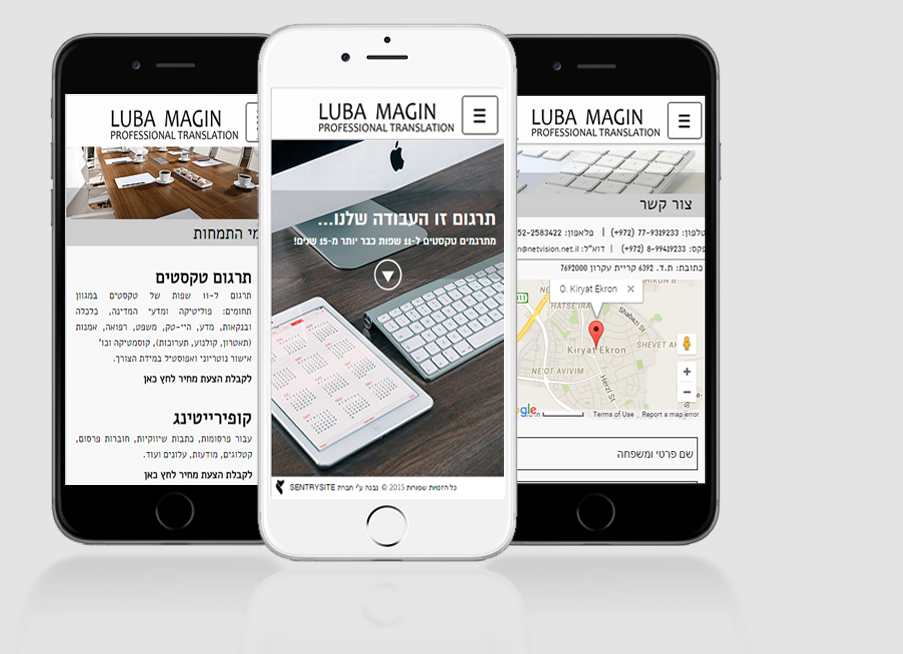 LUBA MAGIN
PROFESSIONAL TRANSLATION
התמחות
תרגום טקסטים
תרגום ל-11 שפות של טקסטים במגוון
תחומים: פוליטיקה ומדעי המדינה, כלכלה
ובנקאות, מדע, היי-טק, משפט, רפואה, אמנות
(תאטרון, קולנוע, תערוכות), קוסמטיקה וכו'
אישור נוטריוני ואפוסטיל במידת הצורך.
לקבלת הצעת מחיר לחץ כאן
קופירייטינג
עבור פרסומות, כתבות שיווקיות, חוברות פרסום,
קטלוגים, מודעות, עלונים ועוד.
לקבלת הצעת מחיר לחץ כאן
LUBA MAGIN
PROFESSIONAL TRANSLATION
תרגום זו העבודה שלנו...
מתרגמים טקסטים ל-11 שפות כבר יותר מ-15 שנים!
כל הזכויות שמורות 2015 © נבנה ע"י חברת SENTRYSITE
LUBA MAGIN
PROFESSIONAL TRANSLATION
צור קשר
טלפון: 77-9319233 (972+) | פלאפון: 52-2583422
פקס: 8-9419233 (972+) | דוא"ל: n@netvision.net.il
כתובת: ת.ד. 6392 קריית עקרון 7692000
O. Kiryat Ekron
411
Shabazi St
Kiryat Ekron
SHEVET
NE'OT AVIVIM
Herzl St
gle
Terms of Use
Report a map error
שם פרטי ומשפחה